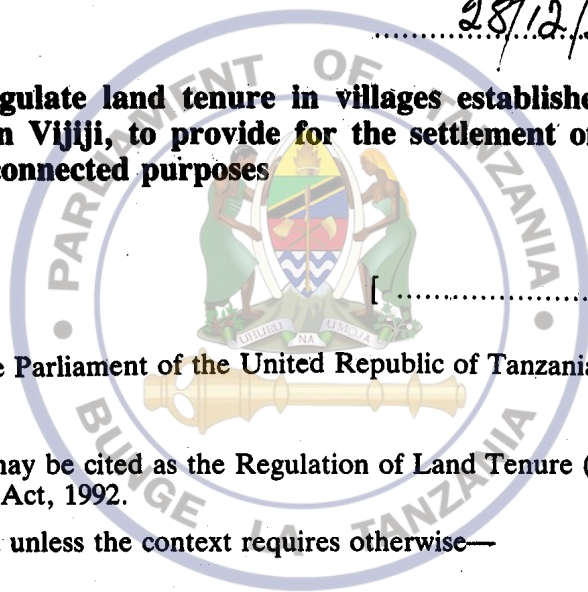 28/12/
gulate land tenure in villages establishe
n Vijiji, to provide for the settlement o
connected purposes
[ ....................
e Parliament of the United Republic of Tanzania
may be cited as the Regulation of Land Tenure (
Act, 1992.
unless the context requires otherwise—
PARLIAMENT OF TANZANIA
UHURU NA UMOJA
BUNGE LA TANZANIA